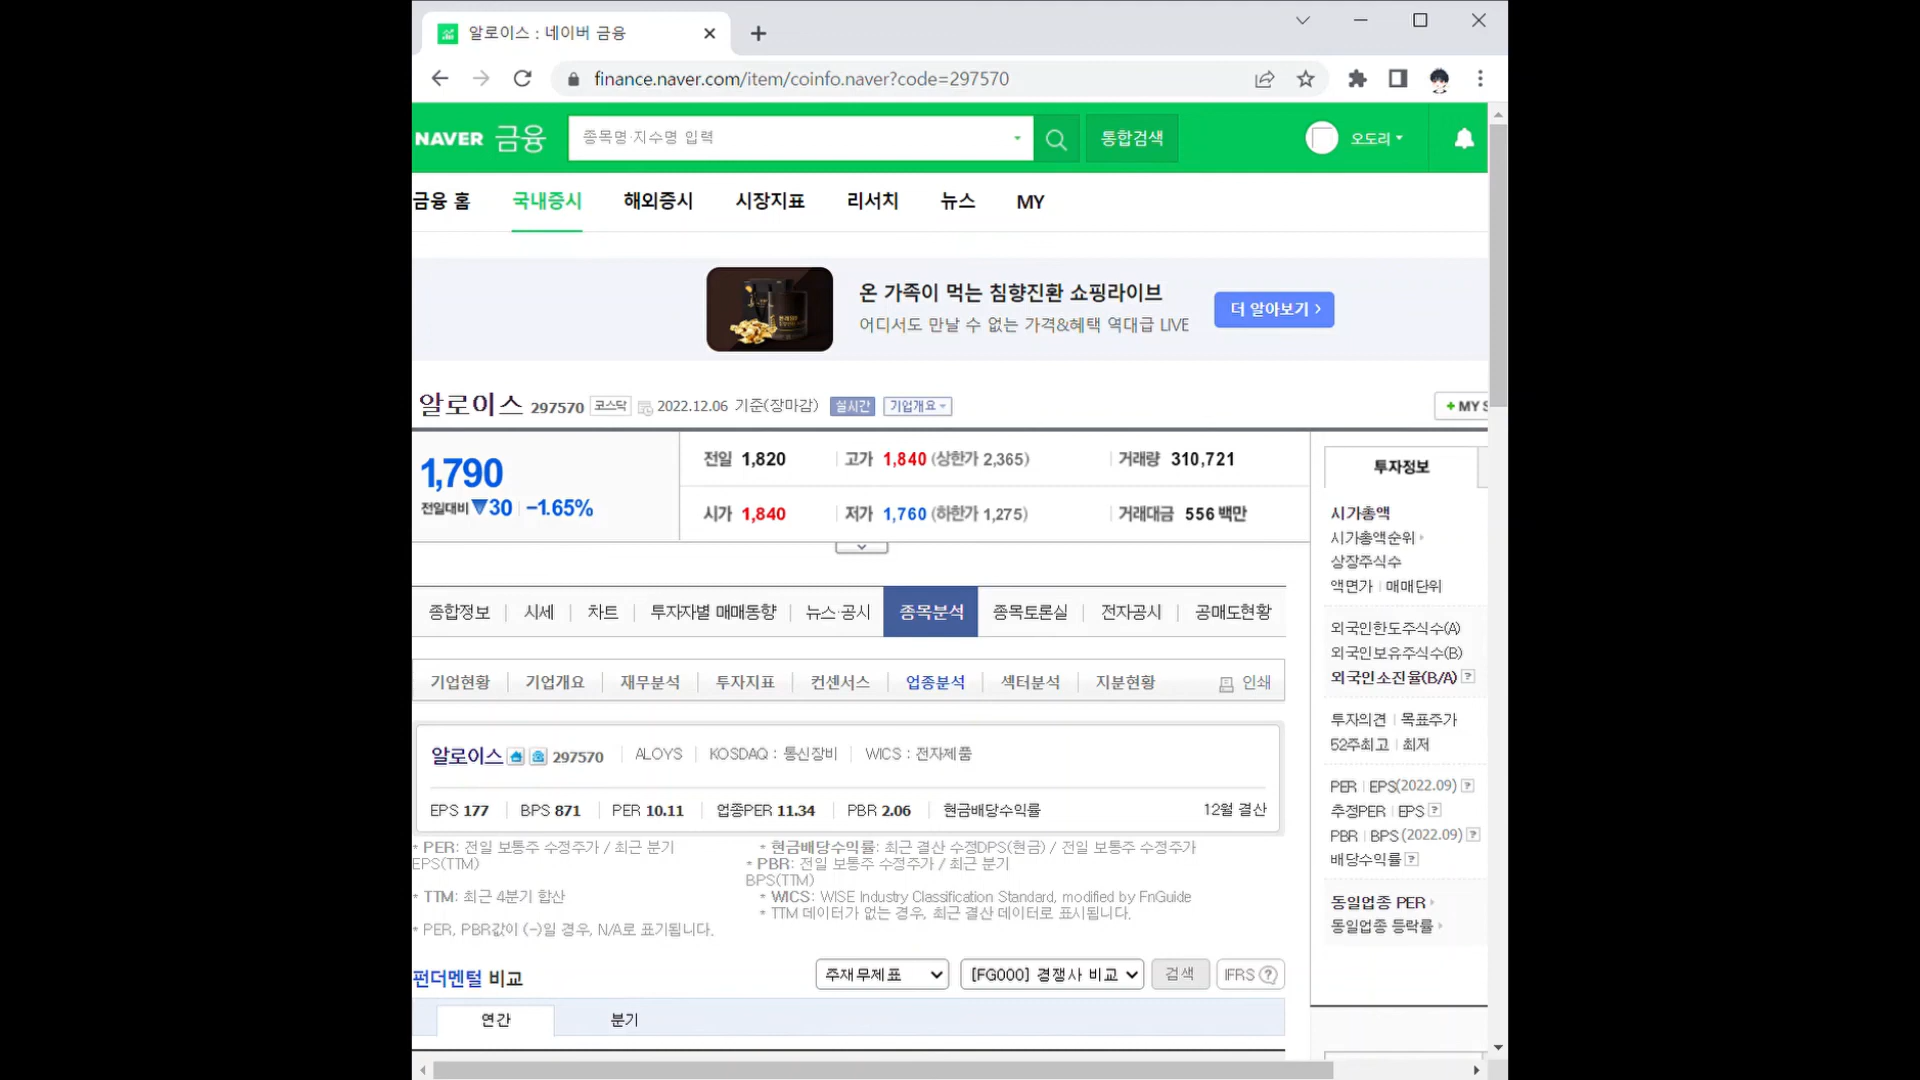 알로이스 : 네이버 금융
finance.naver.com/item/coinfo.naver?code=297570
NAVER 금융 종목명·지수명 입력 통합검색 오도리
금융 홈 국내증시 해외증시 시장지표 리서치 뉴스 MY
온 가족이 먹는 침향진환 쇼핑라이브
어디서도 만날 수 없는 가격&혜택 역대급 LIVE
더 알아보기 >
알로이스 297570 코스닥 2022.12.06 기준(장마감) 실시간 기업개요 + MY S
1,790
전일대비 ▼30 -1.65%
전일 1,820 고가 1,840 (상한가 2,365) 거래량 310,721
시가 1,840 저가 1,760 (하한가 1,275) 거래대금 556 백만
종합정보 시세 차트 투자자별 매매동향 뉴스·공시 종목분석 종목토론실 전자공시 공매도현황
기업현황 기업개요 재무분석 투자지표 컨센서스 업종분석 섹터분석 지분현황 인쇄
알로이스 297570 ALOYS KOSDAQ : 통신장비 WICS : 전자제품
EPS 177 BPS 871 PER 10.11 업종PER 11.34 PBR 2.06 현금배당수익률 12월 결산
* PER: 전일 보통주 수정주가 / 최근 분기
EPS(TTM)
* TTM: 최근 4분기 합산
* PER, PBR값이 (-)일 경우, N/A로 표기됩니다.
* 현금배당수익률: 최근 결산 수정DPS(현금) / 전일 보통주 수정주가
* PBR: 전일 보통주 수정주가 / 최근 분기
BPS(TTM)
* WICS: WISE Industry Classification Standard, modified by FnGuide
* TTM 데이터가 없는 경우, 최근 결산 데이터로 표시됩니다.
펀더멘털 비교 주재무제표 [FG000] 경쟁사 비교 검색 IFRS ?
연간 분기
투자정보
시가총액
시가총액순위
상장주식수
액면가 매매단위
외국인한도주식수(A)
외국인보유주식수(B)
외국인소진율(B/A) ?
투자의견 목표주가
52주최고 최저
PER EPS(2022.09) ?
추정PER EPS ?
PBR BPS (2022.09) ?
배당수익률 ?
동일업종 PER
동일업종 등락률